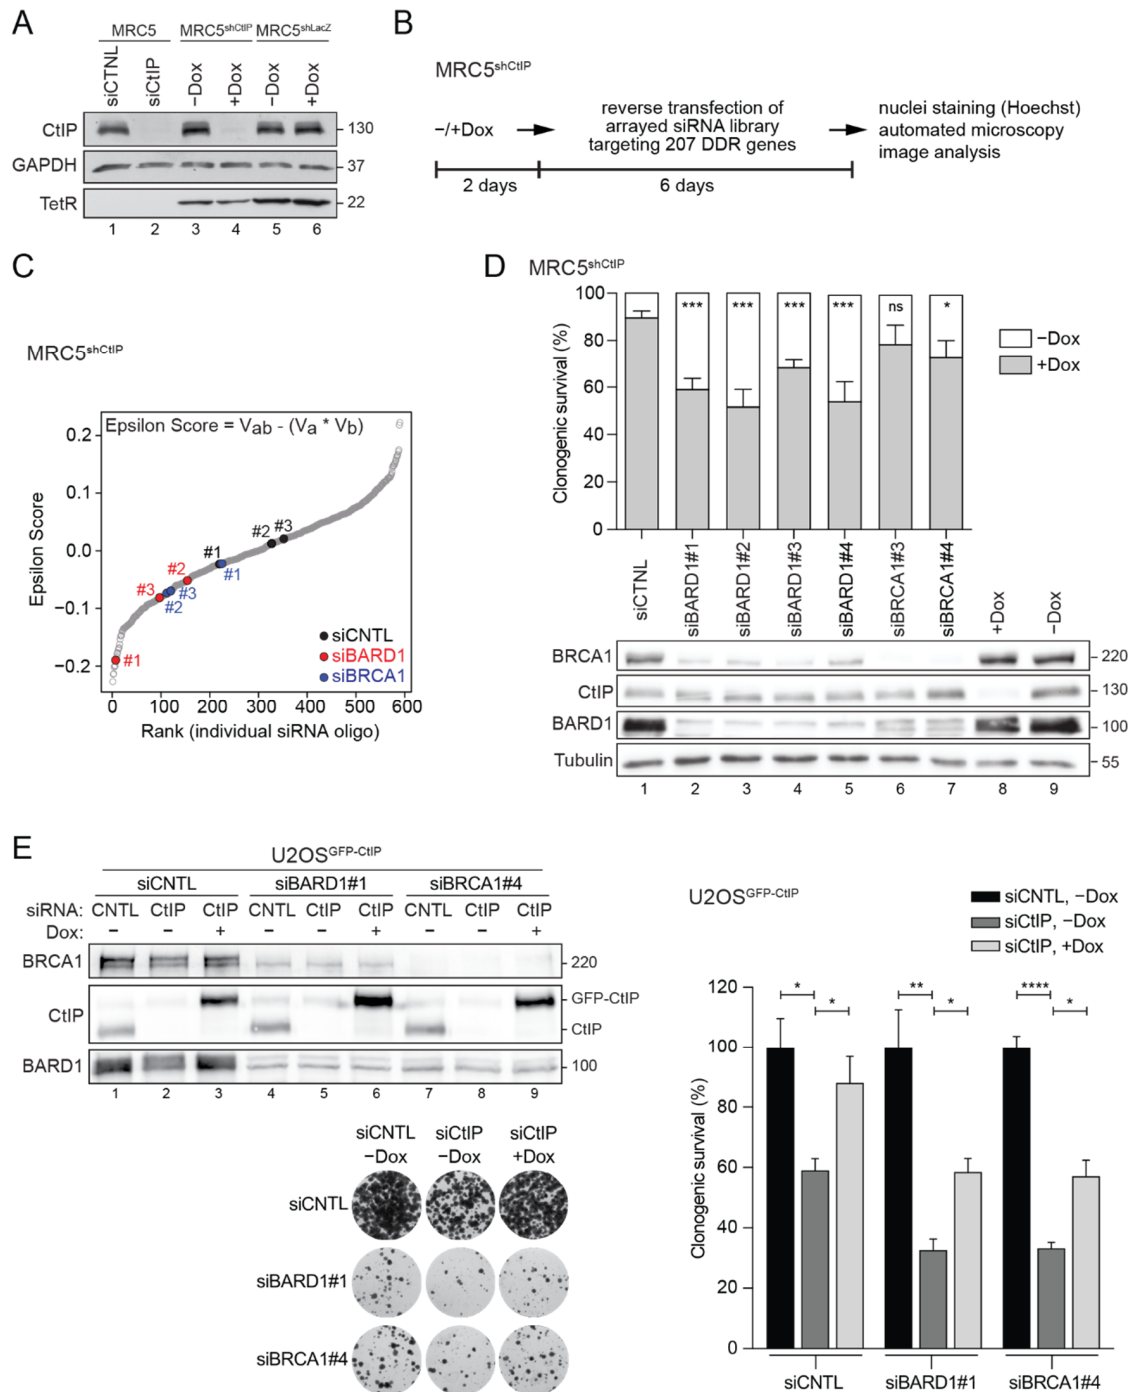 A
MRC5 MRC5shCtIP MRC5shLacZ
siCTNL siCtIP −Dox +Dox −Dox +Dox
CtIP 130
GAPDH 37
TetR 22
1 2 3 4 5 6
B
MRC5shCtIP
−/+Dox
reverse transfection of
arrayed siRNA library
targeting 207 DDR genes
nuclei staining (Hoechst)
automated microscopy
image analysis
2 days 6 days
C
MRC5shCtIP
Epsilon Score = Vab - (Va * Vb)
Epsilon Score
0.2
0.1
0.0
−0.1
−0.2
#2 #3
#1
#1
#2
#3
#3
#2
#1
siCNTL
siBARD1
siBRCA1
0 100 200 300 400 500 600
Rank (individual siRNA oligo)
D
MRC5shCtIP
Clonogenic survival (%)
100
80
60
40
20
0
*** *** *** *** ns *
−Dox
+Dox
siCTNL siBARD1#1 siBARD1#2 siBARD1#3 siBARD1#4 siBRCA1#3 siBRCA1#4 +Dox −Dox
BRCA1 220
CtIP 130
BARD1 100
Tubulin 55
1 2 3 4 5 6 7 8 9
E
U2OSGFP-CtIP
siCNTL siBARD1#1 siBRCA1#4
siRNA: CNTL CtIP CtIP CNTL CtIP CtIP CNTL CtIP CtIP
Dox: − − + − − + − − +
BRCA1 220
CtIP GFP-CtIP
CtIP
BARD1 100
1 2 3 4 5 6 7 8 9
siCNTL siCtIP siCtIP
−Dox −Dox +Dox
siCNTL
siBARD1#1
siBRCA1#4
U2OSGFP-CtIP
siCNTL, −Dox
siCtIP, −Dox
siCtIP, +Dox
Clonogenic survival (%)
120
100
80
60
40
20
0
* ** ****
* * *
siCNTL siBARD1#1 siBRCA1#4